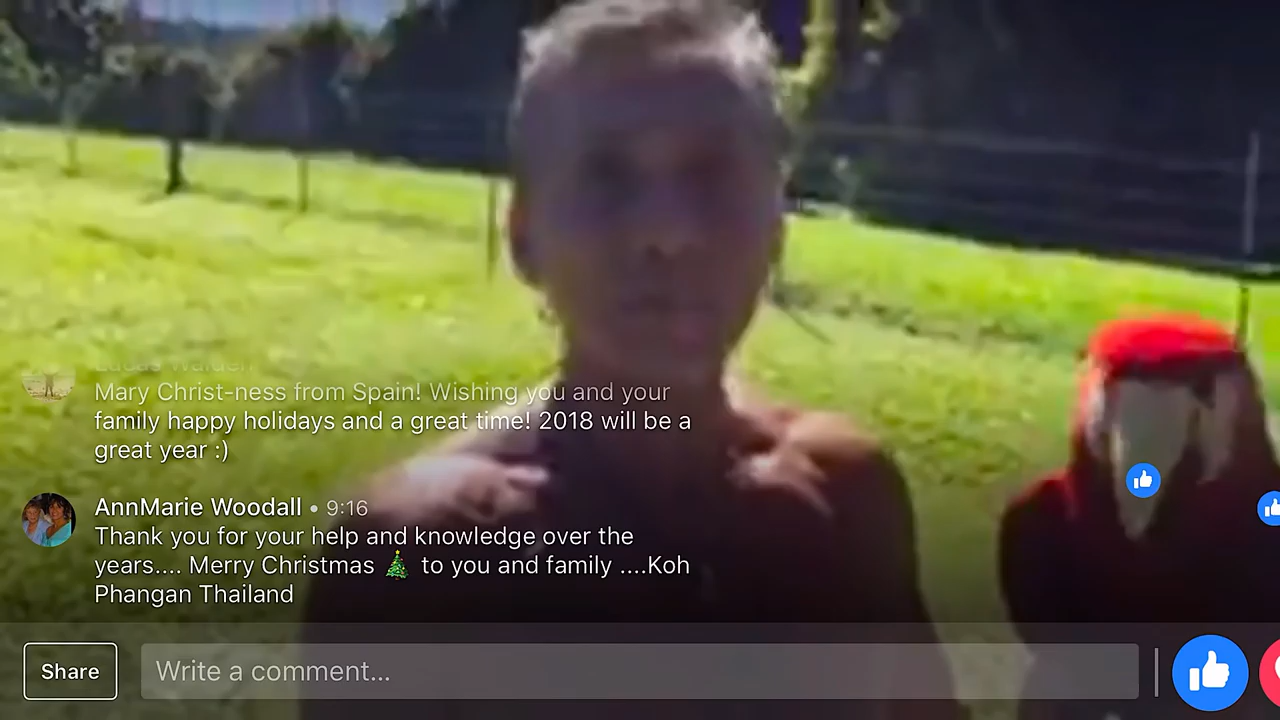 Lucas Walden
Mary Christ-ness from Spain! Wishing you and your
family happy holidays and a great time! 2018 will be a
great year :)
AnnMarie Woodall • 9:16
Thank you for your help and knowledge over the
years.... Merry Christmas 🎄 to you and family ....Koh
Phangan Thailand
Share
Write a comment...